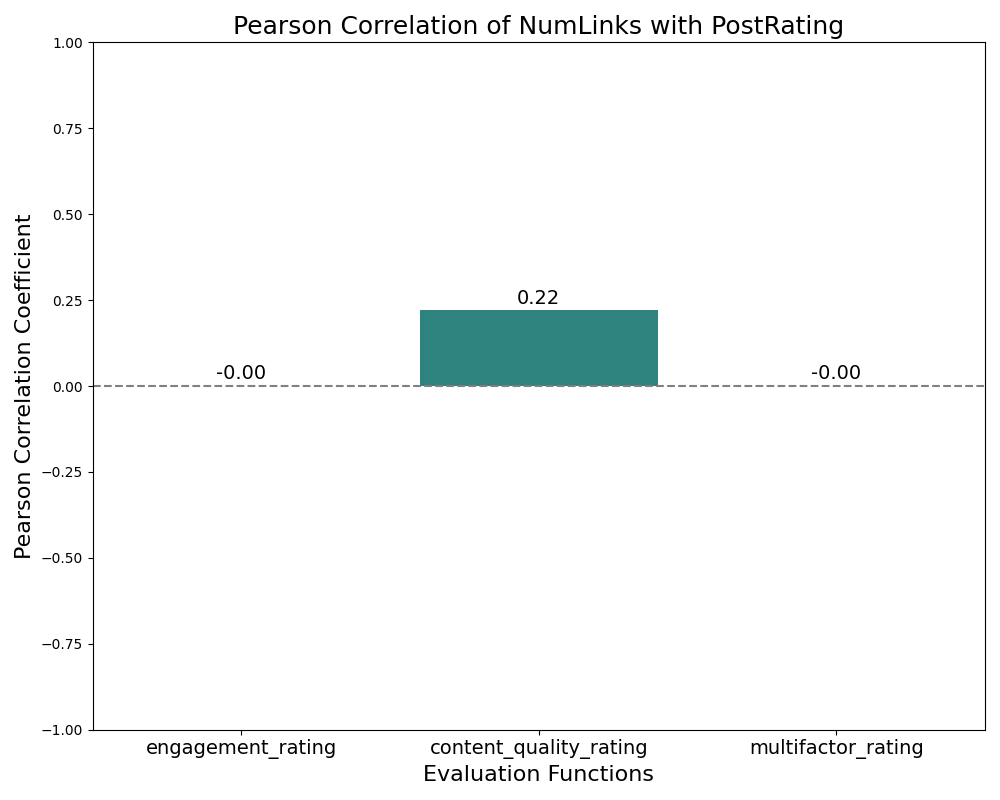 Pearson Correlation of NumLinks with PostRating
Pearson Correlation Coefficient
1.00
0.75
0.50
0.25
0.00
−0.25
−0.50
−0.75
−1.00
-0.00
0.22
-0.00
engagement_rating
content_quality_rating
multifactor_rating
Evaluation Functions